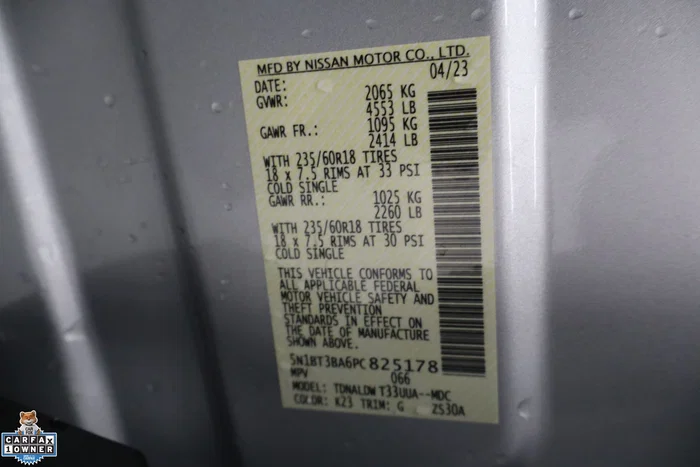 MFD BY NISSAN MOTOR CO., LTD.
DATE: 04/23
GVWR: 2065 KG
4553 LB
GAWR FR.: 1095 KG
2414 LB
WITH 235/60R18 TIRES
18 x 7.5 RIMS AT 33 PSI
COLD SINGLE
GAWR RR.: 1025 KG
2260 LB
WITH 235/60R18 TIRES
18 x 7.5 RIMS AT 30 PSI
COLD SINGLE
THIS VEHICLE CONFORMS TO
ALL APPLICABLE FEDERAL
MOTOR VEHICLE SAFETY AND
THEFT PREVENTION
STANDARDS IN EFFECT ON
THE DATE OF MANUFACTURE
SHOWN ABOVE.
5N1BT3BA6PC825178
MPV 066
MODEL: TDNALDW T33UUA--MDC
COLOR: K23 TRIM: G ZS30A
CARFAX
1 OWNER